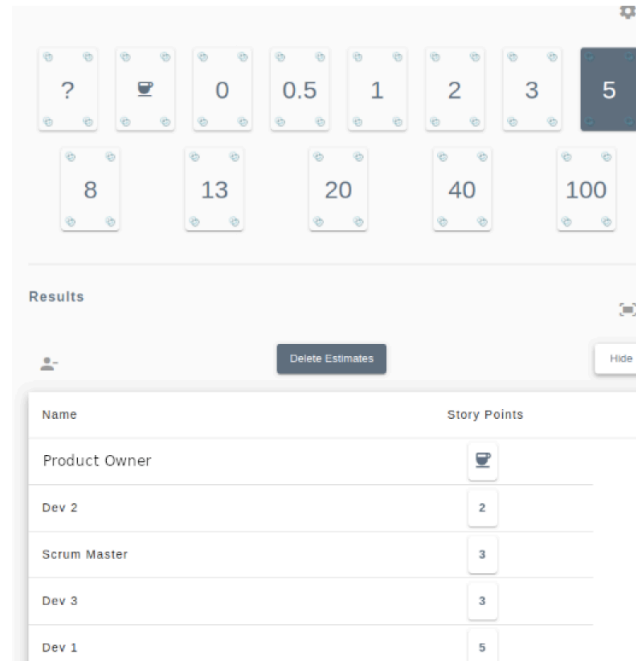 ? 0 0.5 1 2 3 5
8 13 20 40 100
Results
Delete Estimates Hide
Name Story Points
Product Owner
Dev 2 2
Scrum Master 3
Dev 3 3
Dev 1 5